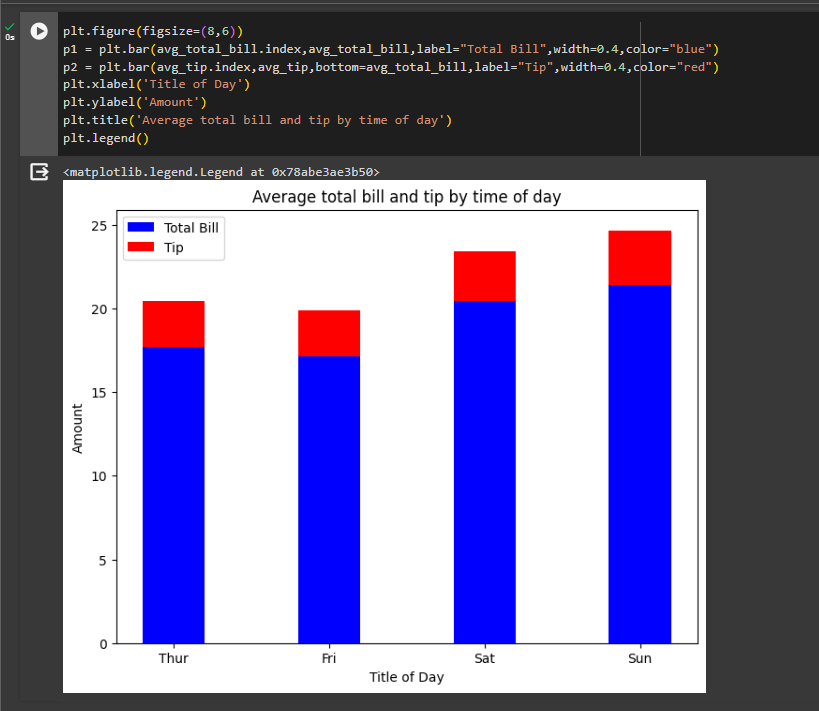 plt.figure(figsize=(8,6))
p1 = plt.bar(avg_total_bill.index,avg_total_bill,label="Total Bill",width=0.4,color="blue")
0s
p2 = plt.bar(avg_tip.index,avg_tip,bottom=avg_total_bill,label="Tip",width=0.4,color="red")
plt.xlabel('Title of Day')
plt.ylabel('Amount')
plt.title('Average total bill and tip by time of day')
plt.legend()
<matplotlib.legend.Legend at 0x78abe3ae3b50>
Average total bill and tip by time of day
Total Bill
Tip
25
20
15
10
5
0
Amount
Thur Fri Sat Sun
Title of Day